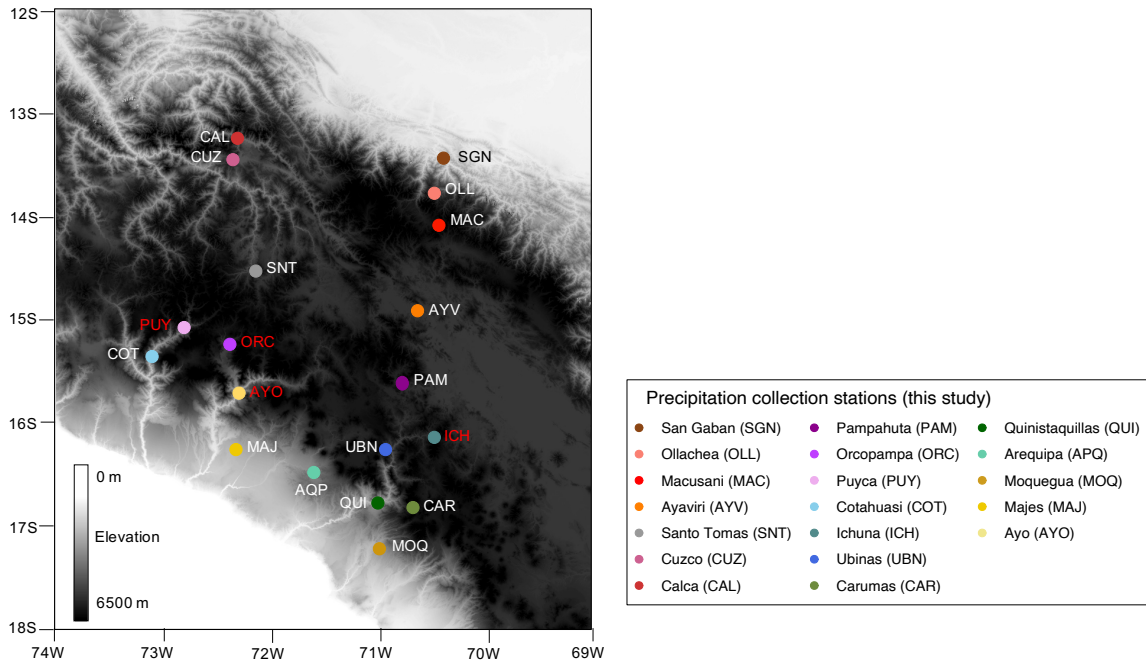 12S
13S
14S
15S
16S
17S
18S
74W
73W
72W
71W
70W
69W
CAL
CUZ
SGN
OLL
MAC
SNT
AYV
PUY
ORC
COT
AYO
PAM
ICH
MAJ
UBN
AQP
QUI
CAR
MOQ
0 m
Elevation
6500 m
Precipitation collection stations (this study)
San Gaban (SGN)
Ollachea (OLL)
Macusani (MAC)
Ayaviri (AYV)
Santo Tomas (SNT)
Cuzco (CUZ)
Calca (CAL)
Pampahuta (PAM)
Orcopampa (ORC)
Puyca (PUY)
Cotahuasi (COT)
Ichuna (ICH)
Ubinas (UBN)
Carumas (CAR)
Quinistaquillas (QUI)
Arequipa (APQ)
Moquegua (MOQ)
Majes (MAJ)
Ayo (AYO)